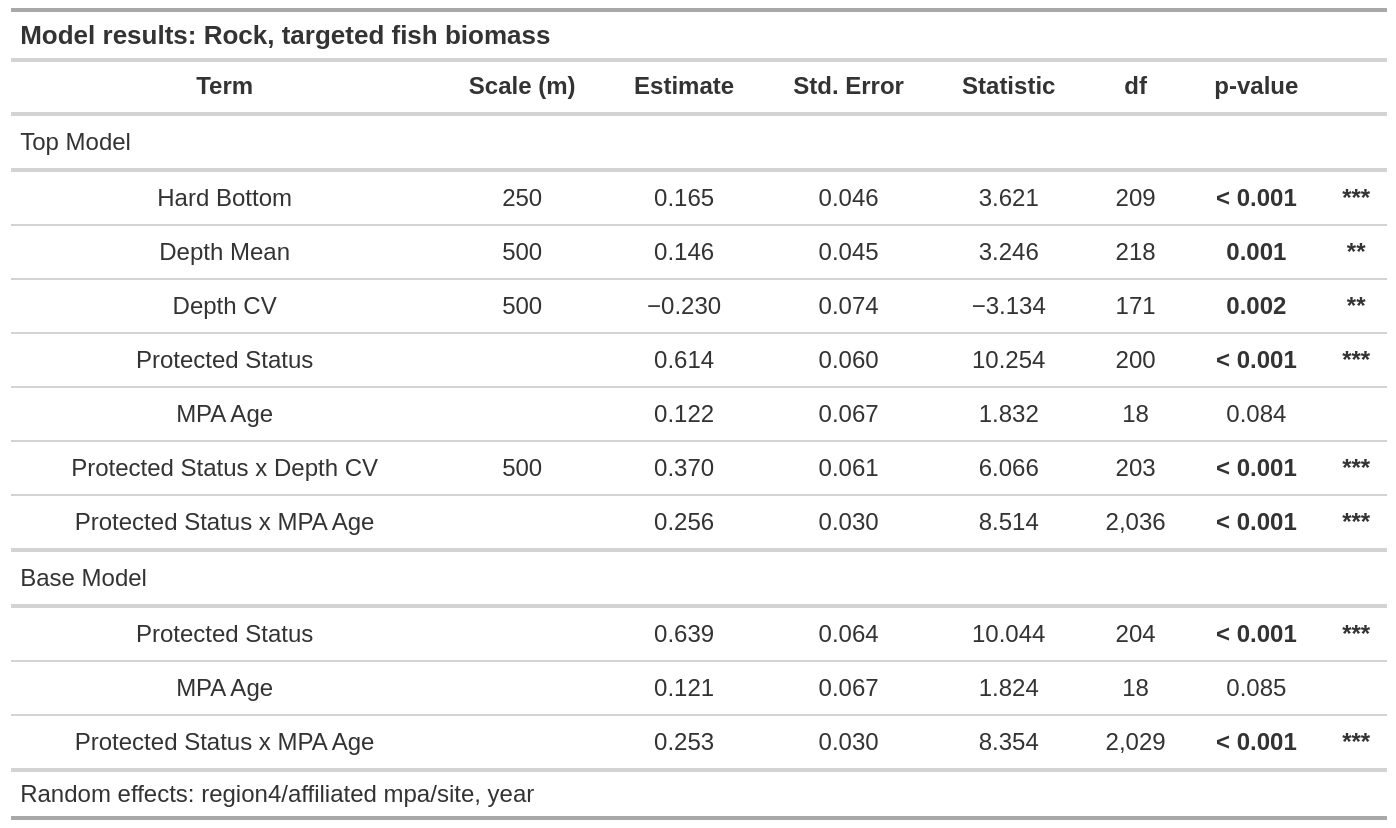 Model results: Rock, targeted fish biomass
Term Scale (m) Estimate Std. Error Statistic df p-value
Top Model
Hard Bottom 250 0.165 0.046 3.621 209 < 0.001 ***
Depth Mean 500 0.146 0.045 3.246 218 0.001 **
Depth CV 500 −0.230 0.074 −3.134 171 0.002 **
Protected Status 0.614 0.060 10.254 200 < 0.001 ***
MPA Age 0.122 0.067 1.832 18 0.084
Protected Status x Depth CV 500 0.370 0.061 6.066 203 < 0.001 ***
Protected Status x MPA Age 0.256 0.030 8.514 2,036 < 0.001 ***
Base Model
Protected Status 0.639 0.064 10.044 204 < 0.001 ***
MPA Age 0.121 0.067 1.824 18 0.085
Protected Status x MPA Age 0.253 0.030 8.354 2,029 < 0.001 ***
Random effects: region4/affiliated mpa/site, year